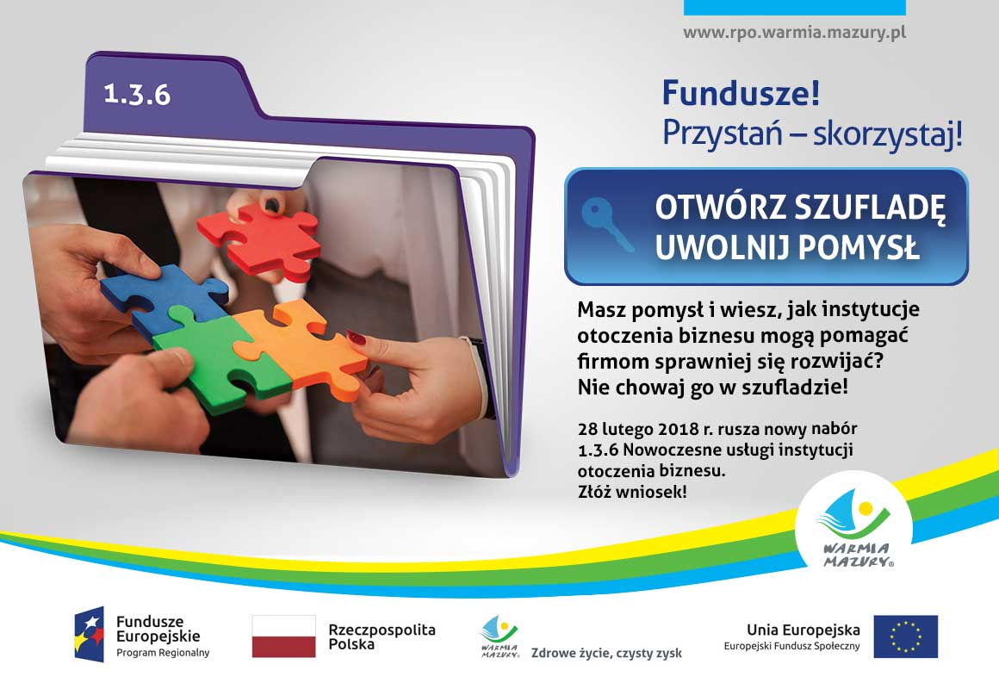 www.rpo.warmia.mazury.pl
1.3.6
Fundusze!
Przystań – skorzystaj!
OTWÓRZ SZUFLADĘ
UWOLNIJ POMYSŁ
Masz pomysł i wiesz, jak instytucje
otoczenia biznesu mogą pomagać
firmom sprawniej się rozwijać?
Nie chowaj go w szufladzie!
28 lutego 2018 r. rusza nowy nabór
1.3.6 Nowoczesne usługi instytucji
otoczenia biznesu.
Złóż wniosek!
WARMIA
MAZURY®
Fundusze
Europejskie
Program Regionalny
Rzeczpospolita
Polska
WARMIA
MAZURY®
Zdrowe życie, czysty zysk
Unia Europejska
Europejski Fundusz Społeczny